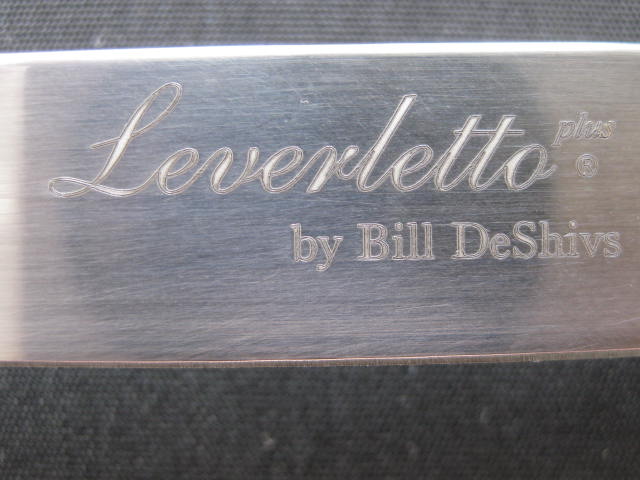 Leverletto plus ®
by Bill DeShivs